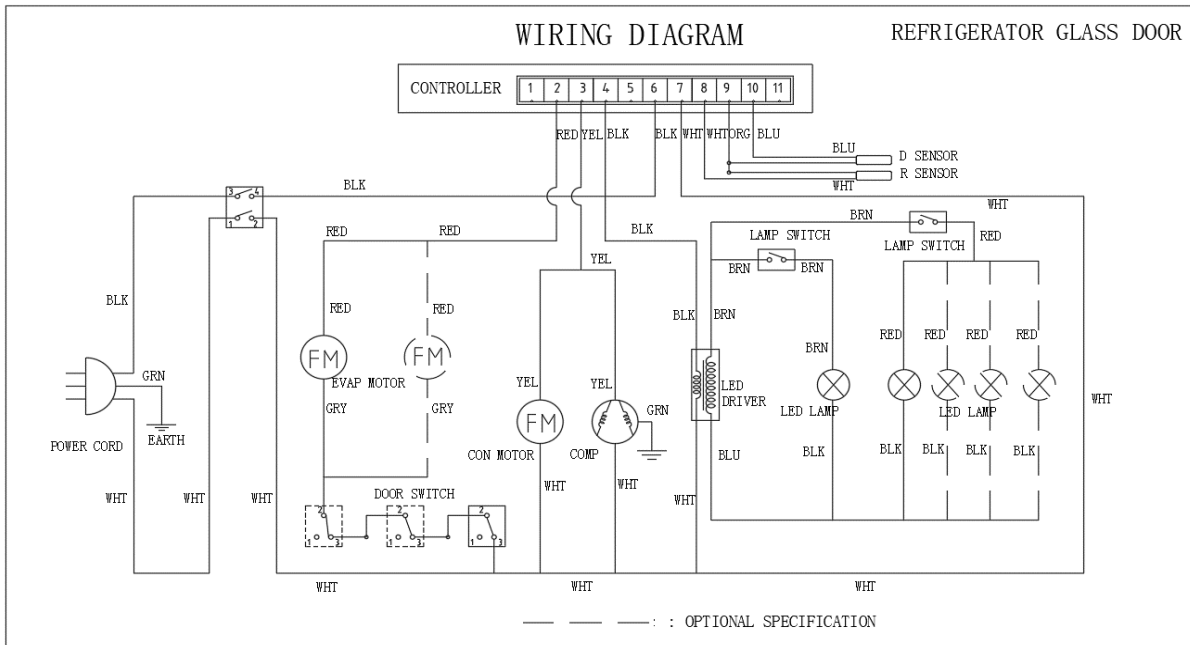 WIRING DIAGRAM
REFRIGERATOR GLASS DOOR
CONTROLLER 1 2 3 4 5 6 7 8 9 10 11
RED YEL BLK BLK WHT WHT ORG BLU
BLU D SENSOR
R SENSOR
WHT
3 4
1 2
BLK
WHT
BRN
RED RED BLK LAMP SWITCH LAMP SWITCH RED
YEL BRN BRN
BLK RED RED BLK BRN
RED RED RED RED
BRN
GRN FM FM
EVAP MOTOR
YEL YEL LED
DRIVER
GRY GRY GRN LED LAMP LED LAMP WHT
POWER CORD EARTH FM
CON MOTOR COMP BLU BLK BLK BLK BLK BLK
WHT WHT WHT DOOR SWITCH WHT WHT WHT
2 2 2
1 3 1 3 1 3
WHT WHT WHT
: : OPTIONAL SPECIFICATION